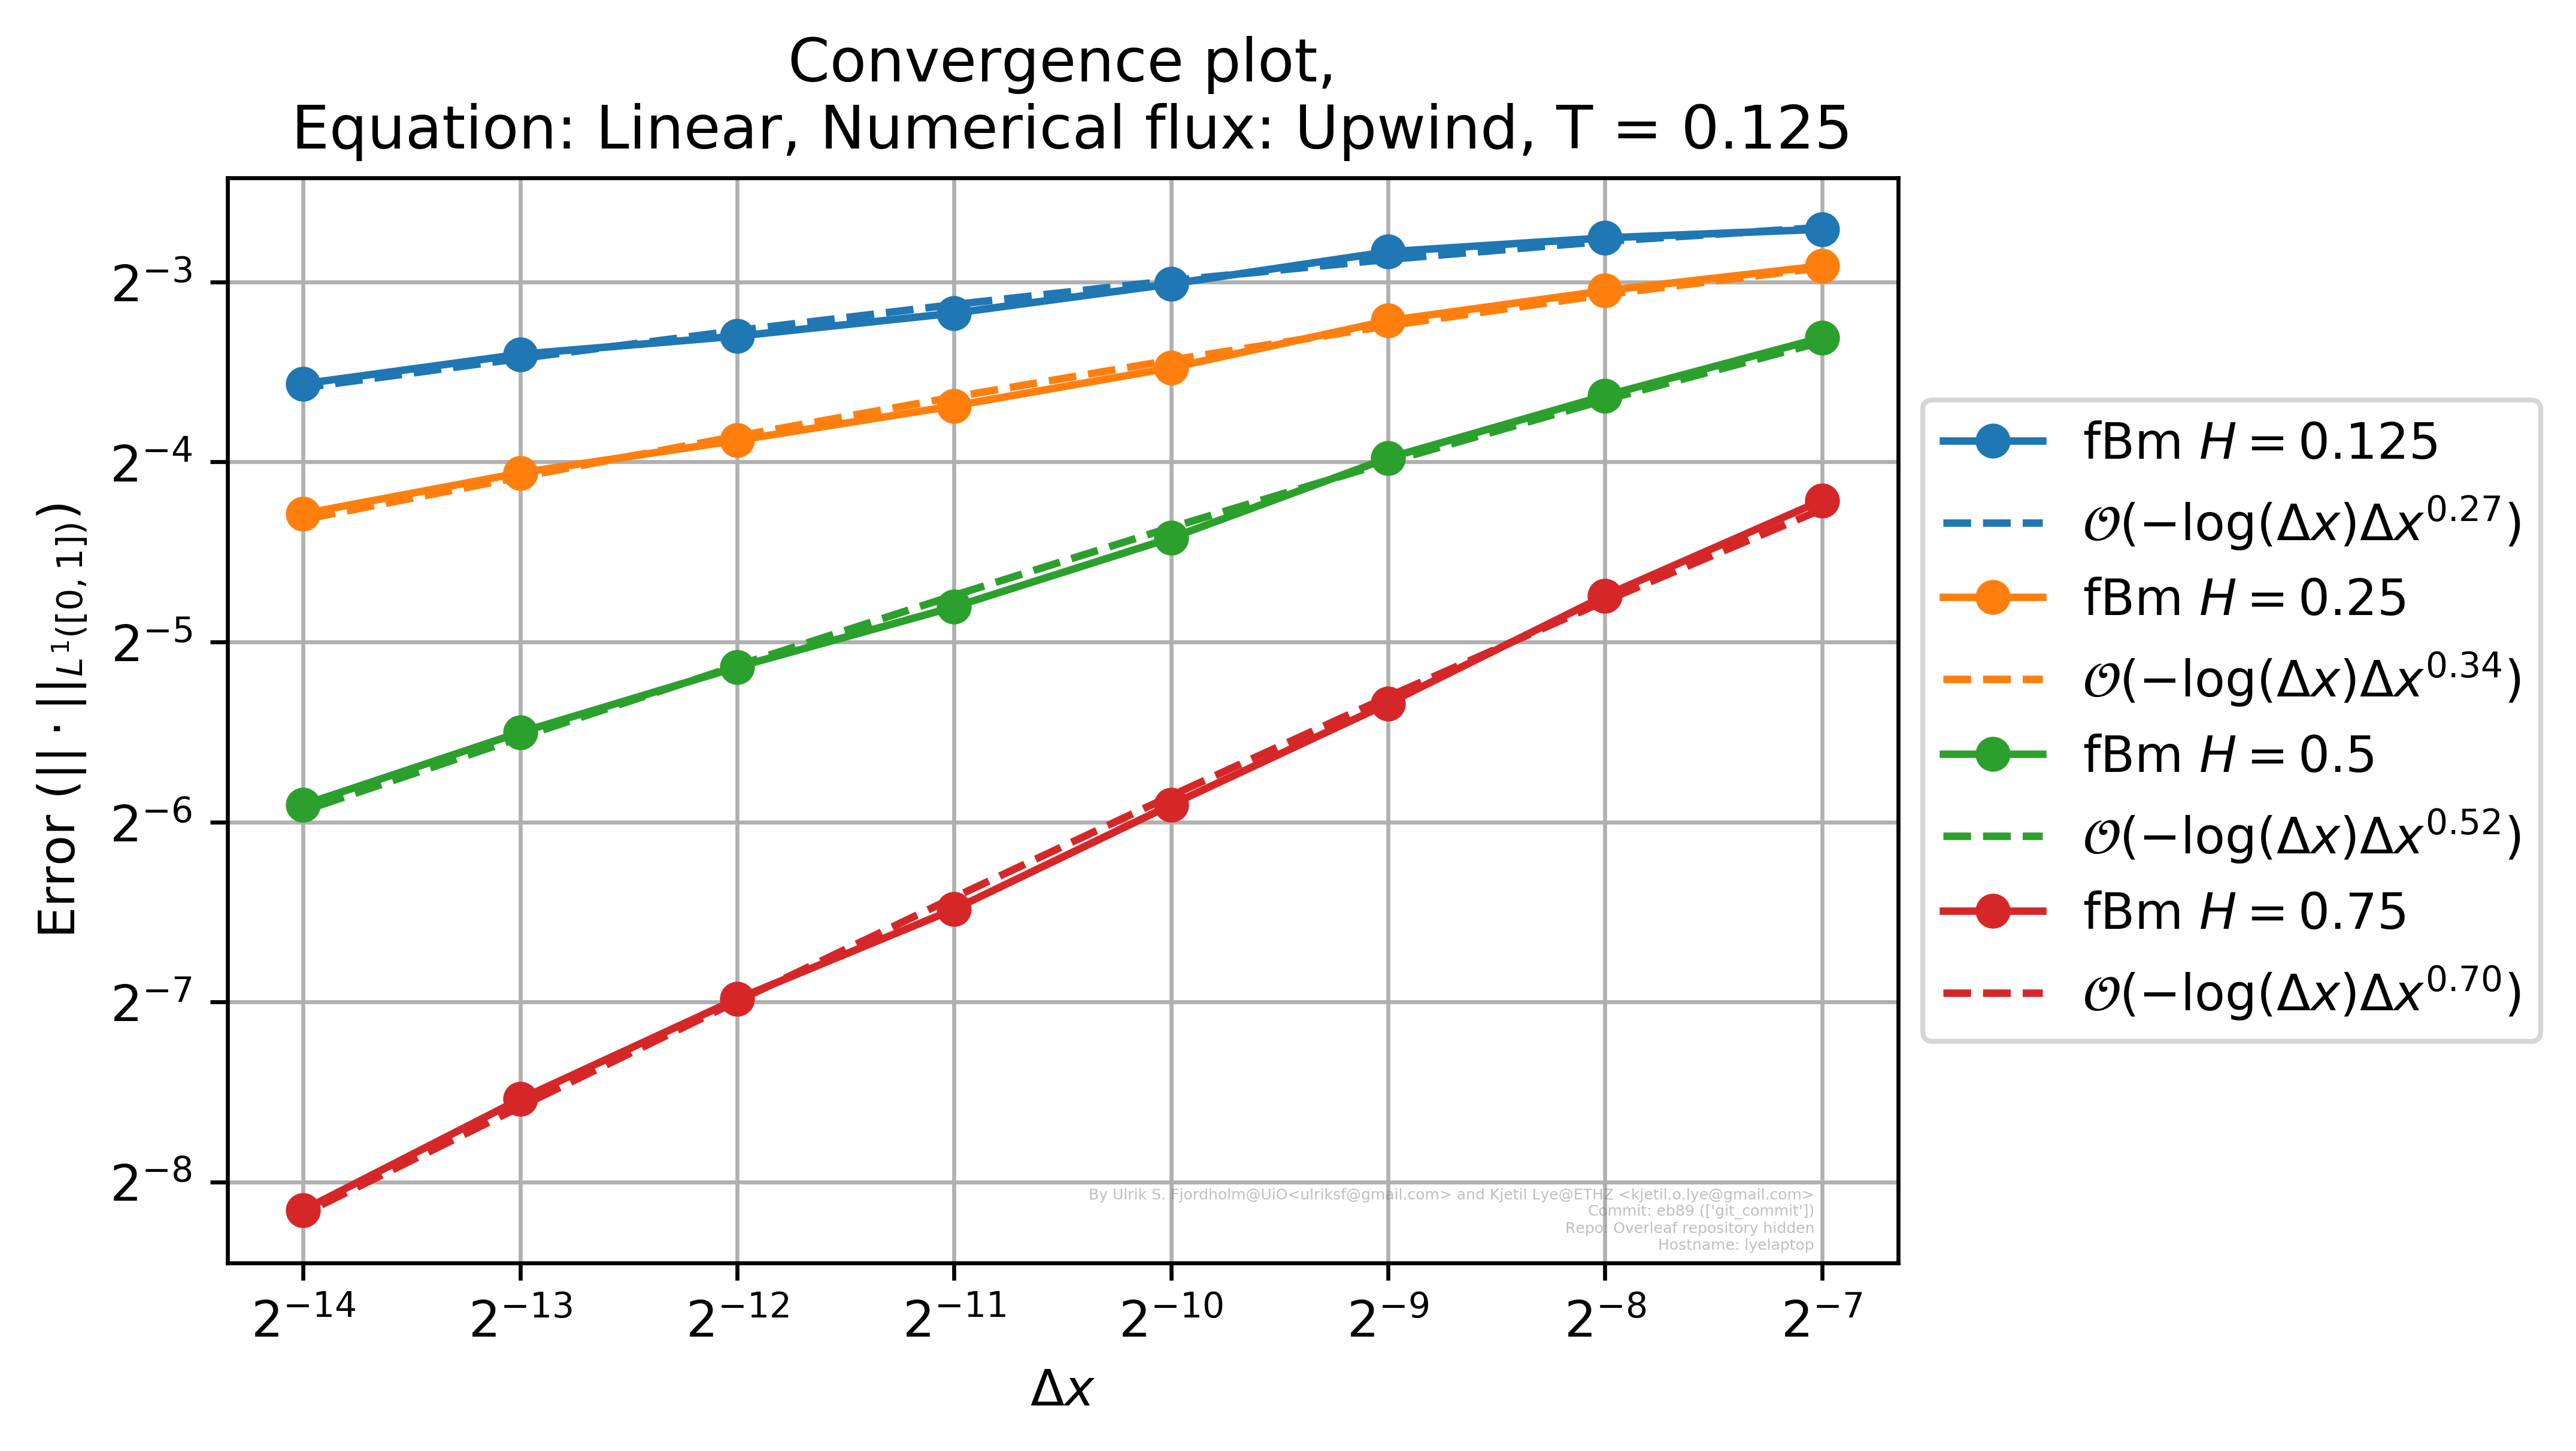 Convergence plot,
Equation: Linear, Numerical flux: Upwind, T = 0.125
Error (|| · ||_{L^1([0, 1])})
2^{−3}
2^{−4}
2^{−5}
2^{−6}
2^{−7}
2^{−8}
fBm H = 0.125
𝒪(−log(Δx)Δx^{0.27})
fBm H = 0.25
𝒪(−log(Δx)Δx^{0.34})
fBm H = 0.5
𝒪(−log(Δx)Δx^{0.52})
fBm H = 0.75
𝒪(−log(Δx)Δx^{0.70})
By Ulrik S. Fjordholm@UiO<ulriksf@gmail.com> and Kjetil Lye@ETHZ <kjetil.o.lye@gmail.com>
Commit: eb89 (['git_commit'])
Repo: Overleaf repository hidden
Hostname: lyelaptop
2^{−14} 2^{−13} 2^{−12} 2^{−11} 2^{−10} 2^{−9} 2^{−8} 2^{−7}
Δx